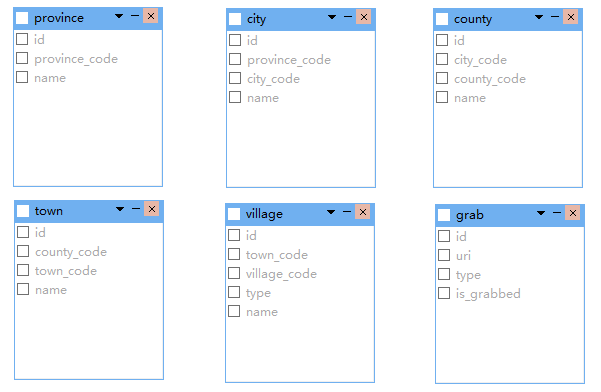 province
id
province_code
name
city
id
province_code
city_code
name
county
id
city_code
county_code
name
town
id
county_code
town_code
name
village
id
town_code
village_code
type
name
grab
id
uri
type
is_grabbed